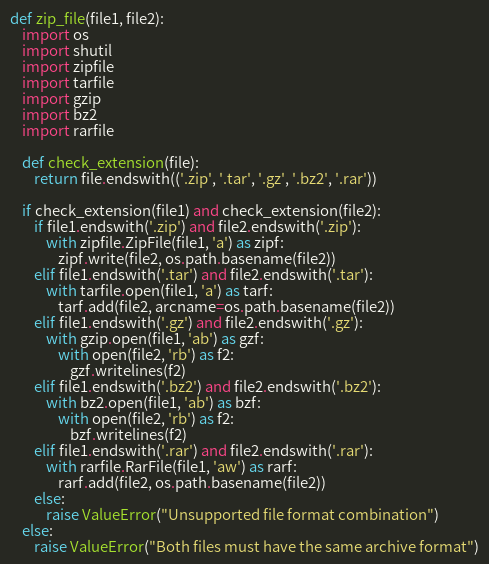 def zip_file(file1, file2):
    import os
    import shutil
    import zipfile
    import tarfile
    import gzip
    import bz2
    import rarfile

    def check_extension(file):
        return file.endswith(('.zip', '.tar', '.gz', '.bz2', '.rar'))

    if check_extension(file1) and check_extension(file2):
        if file1.endswith('.zip') and file2.endswith('.zip'):
            with zipfile.ZipFile(file1, 'a') as zipf:
                zipf.write(file2, os.path.basename(file2))
        elif file1.endswith('.tar') and file2.endswith('.tar'):
            with tarfile.open(file1, 'a') as tarf:
                tarf.add(file2, arcname=os.path.basename(file2))
        elif file1.endswith('.gz') and file2.endswith('.gz'):
            with gzip.open(file1, 'ab') as gzf:
                with open(file2, 'rb') as f2:
                    gzf.writelines(f2)
        elif file1.endswith('.bz2') and file2.endswith('.bz2'):
            with bz2.open(file1, 'ab') as bzf:
                with open(file2, 'rb') as f2:
                    bzf.writelines(f2)
        elif file1.endswith('.rar') and file2.endswith('.rar'):
            with rarfile.RarFile(file1, 'aw') as rarf:
                rarf.add(file2, os.path.basename(file2))
        else:
            raise ValueError("Unsupported file format combination")
    else:
        raise ValueError("Both files must have the same archive format")